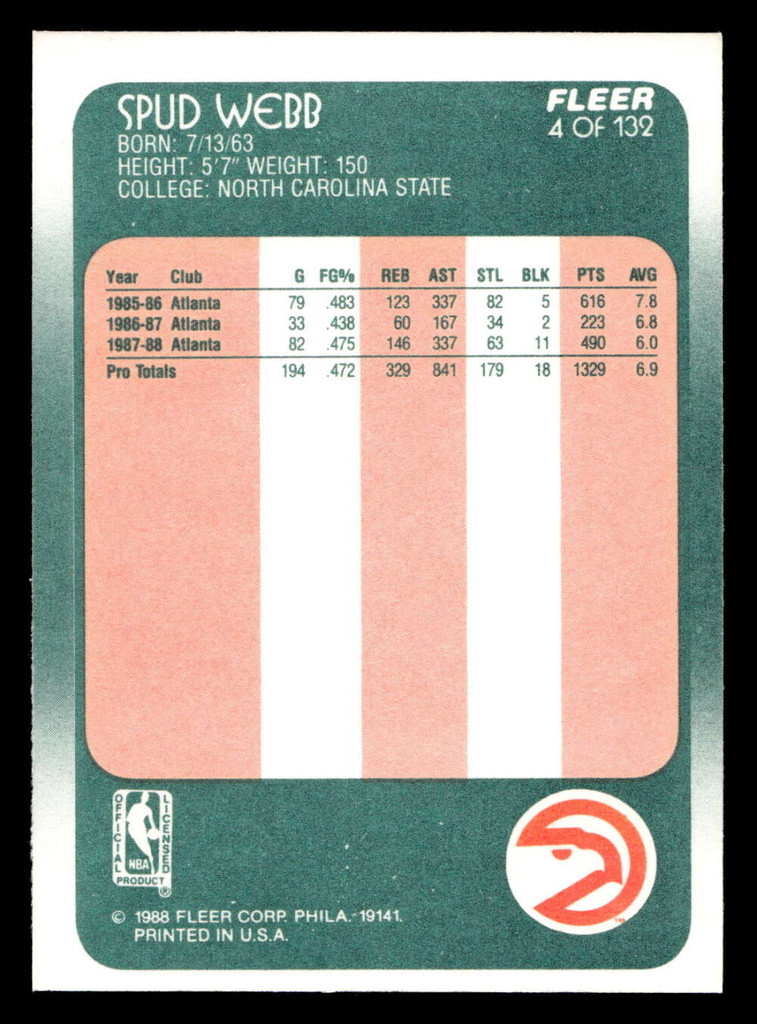 SPUD WEBB
FLEER
4 OF 132
BORN: 7/13/63
HEIGHT: 5'7" WEIGHT: 150
COLLEGE: NORTH CAROLINA STATE
Year Club G FG% REB AST STL BLK PTS AVG
1985-86 Atlanta 79 .483 123 337 82 5 616 7.8
1986-87 Atlanta 33 .438 60 167 34 2 223 6.8
1987-88 Atlanta 82 .475 146 337 63 11 490 6.0
Pro Totals 194 .472 329 841 179 18 1329 6.9
OFFICIAL LICENSED
NBA
PRODUCT ®
TM
© 1988 FLEER CORP. PHILA.-19141.
PRINTED IN U.S.A.